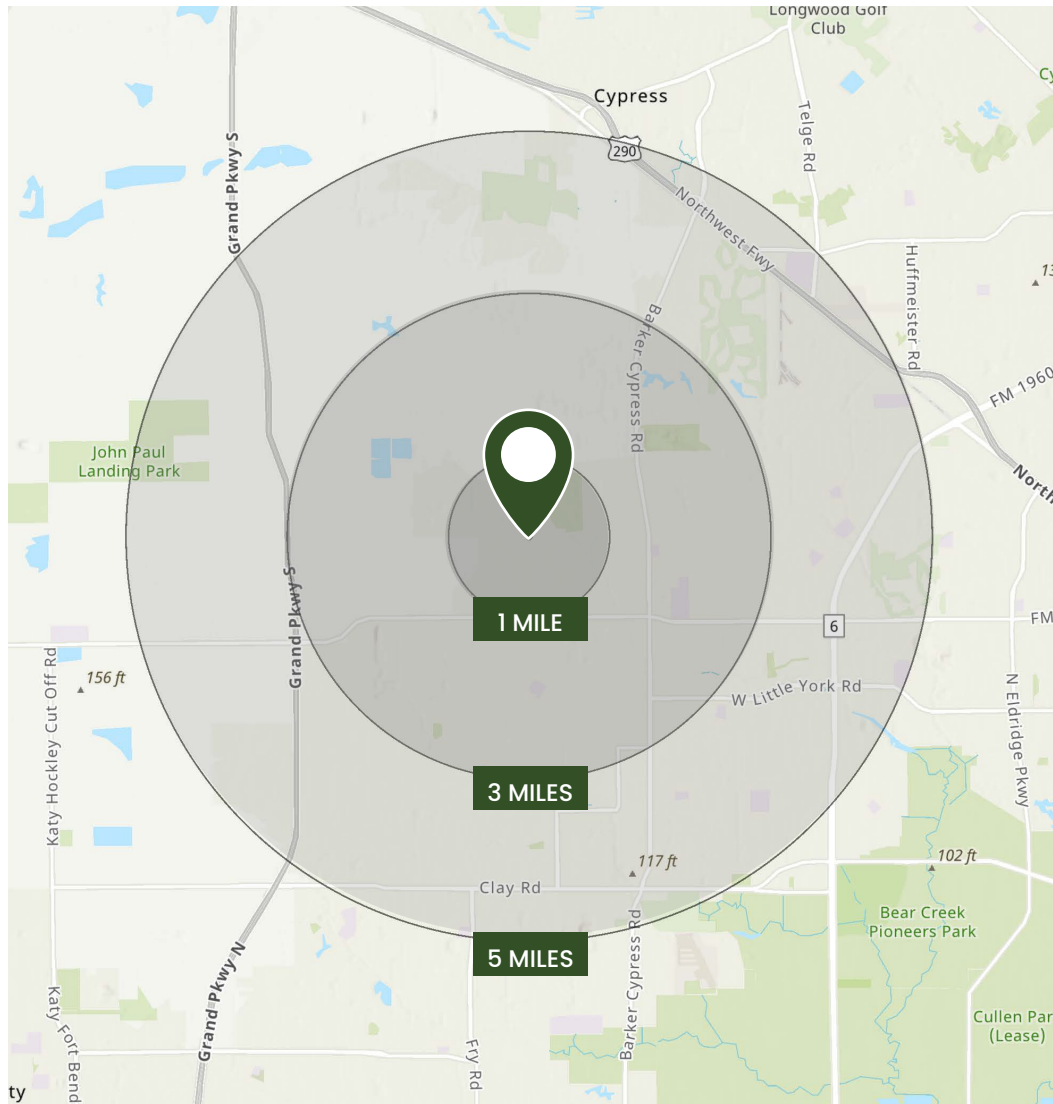 Longwood Golf
Club
Cypress
Cy
290
Telge Rd
Grand Pkwy S
Northwest Fwy
Huffmeister Rd
13
Barker Cypress Rd
FM 1960
John Paul
Landing Park
North
Grand Pkwy S
1 MILE
6
FM
156 ft
W Little York Rd
Katy Hockley Cut Off Rd
N Eldridge Pkwy
3 MILES
117 ft
102 ft
Clay Rd
Bear Creek
Pioneers Park
5 MILES
Barker Cypress Rd
Grand Pkwy N
Cullen Par
(Lease)
Katy Fort Bend
Fry Rd
ty